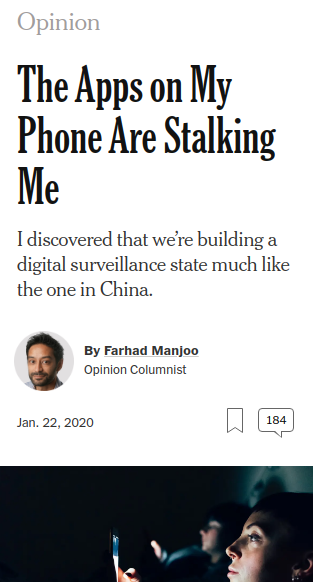 Opinion
The Apps on My
Phone Are Stalking
Me
I discovered that we’re building a
digital surveillance state much like
the one in China.
By Farhad Manjoo
Opinion Columnist
Jan. 22, 2020
184